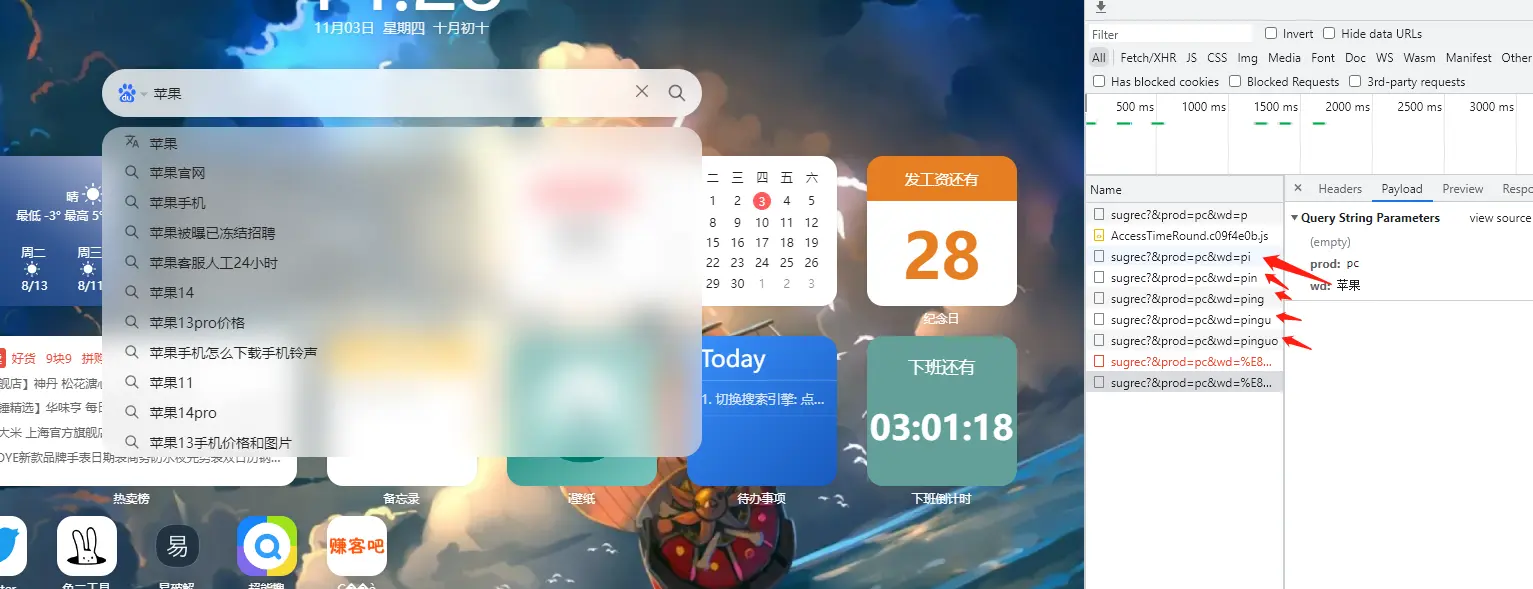 11月03日 星期四 十月初十
苹果
苹果
苹果官网
苹果手机
苹果被曝已冻结招聘
苹果客服人工24小时
苹果14
苹果13pro价格
苹果手机怎么下载手机铃声
苹果11
苹果14pro
苹果13手机价格和图片
晴
最低 -3° 最高 5°
周二
周三
8/13
8/11
好货 9块9 拼购
舰店】神丹 松花溏心
锤精选】华味亨 每日
大米 上海官方旗舰店
热卖榜
二 三 四 五 六
1 2 3 4 5
8 9 10 11 12
15 16 17 18 19
22 23 24 25 26
29 30 1 2 3
发工资还有
28
纪念日
备忘录
i壁纸
Today
1. 切换搜索引擎: 点...
待办事项
下班还有
03:01:18
下班倒计时
易
赚客吧
Filter
Invert
Hide data URLs
All Fetch/XHR JS CSS Img Media Font Doc WS Wasm Manifest Other
Has blocked cookies
Blocked Requests
3rd-party requests
500 ms 1000 ms 1500 ms 2000 ms 2500 ms 3000 ms
Name
sugrec?&prod=pc&wd=p
AccessTimeRound.c09f4e0b.js
sugrec?&prod=pc&wd=pi
sugrec?&prod=pc&wd=pin
sugrec?&prod=pc&wd=ping
sugrec?&prod=pc&wd=pingu
sugrec?&prod=pc&wd=pinguo
sugrec?&prod=pc&wd=%E8...
sugrec?&prod=pc&wd=%E8...
× Headers Payload Preview Respo
Query String Parameters view source
(empty)
prod: pc
wd: 苹果